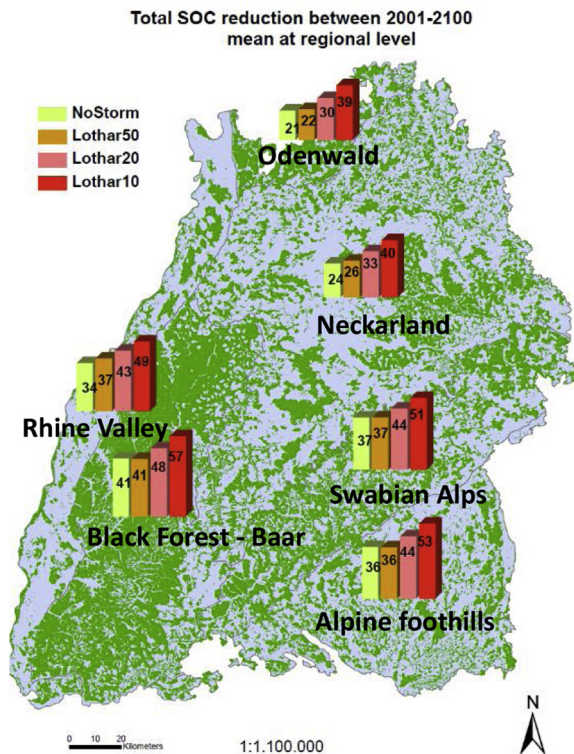 Total SOC reduction between 2001-2100
mean at regional level
NoStorm
Lothar50
Lothar20
Lothar10
21 22 30 39
Odenwald
24 26 33 40
Neckarland
34 37 43 49
Rhine Valley
37 37 44 51
Swabian Alps
41 41 48 57
Black Forest - Baar
36 36 44 53
Alpine foothills
N
0 5 10 20
Kilometers
1:1.100.000